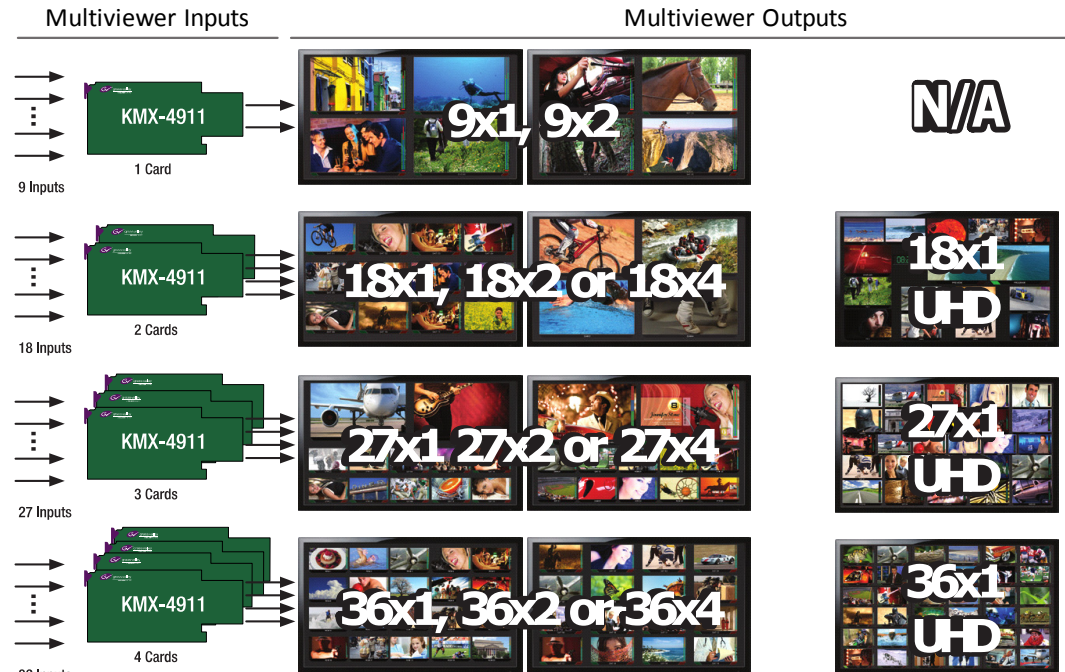 Multiviewer Inputs
Multiviewer Outputs
KMX-4911
1 Card
9 Inputs
9x1, 9x2
N/A
KMX-4911
2 Cards
18 Inputs
18x1, 18x2 or 18x4
18x1
UHD
KMX-4911
3 Cards
27 Inputs
27x1 27x2 or 27x4
27x1
UHD
KMX-4911
4 Cards
36x1, 36x2 or 36x4
36x1
UHD